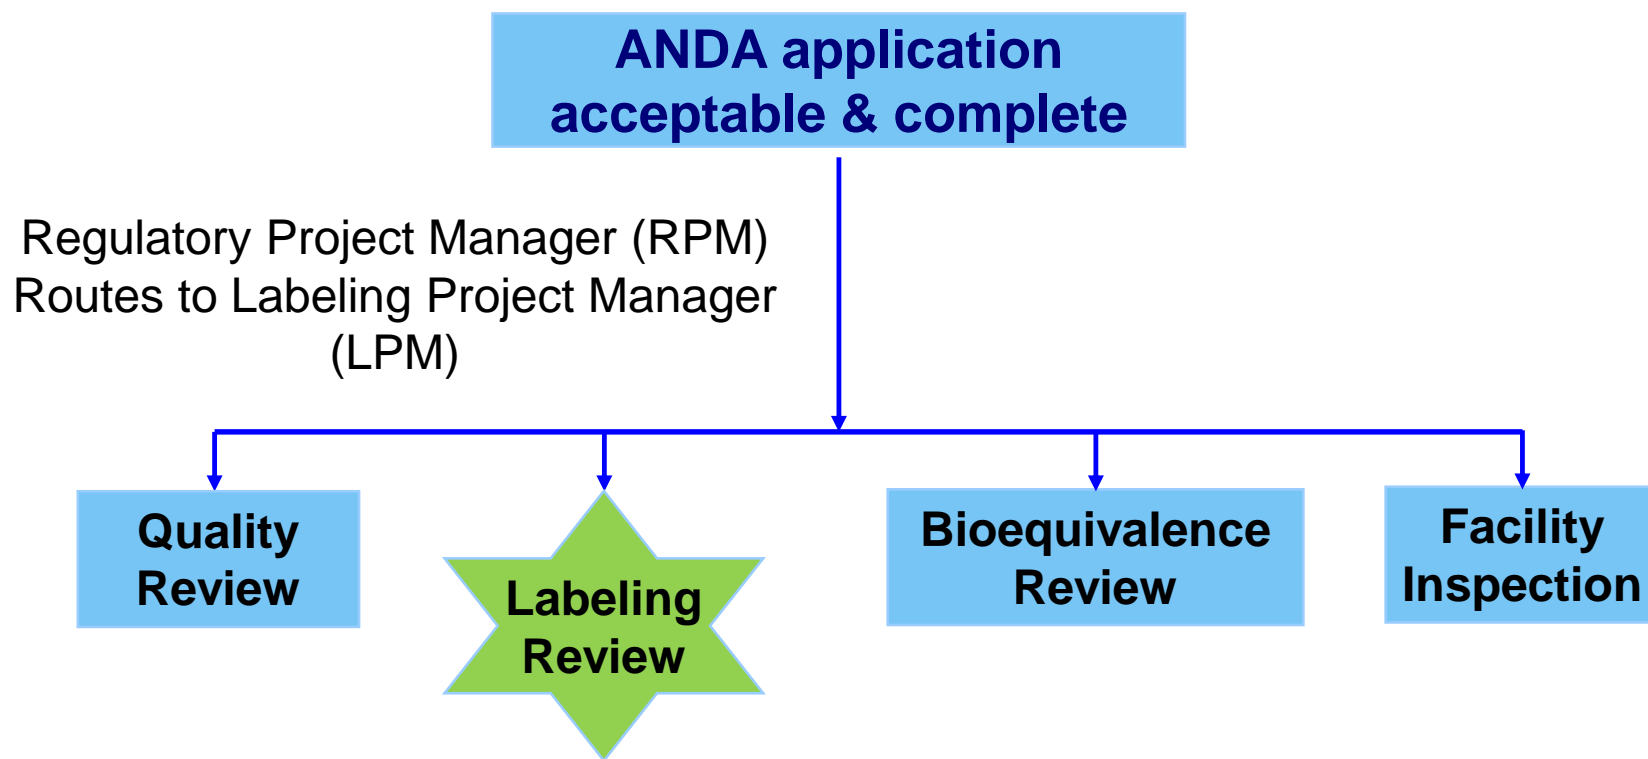 ANDA application
acceptable & complete
Regulatory Project Manager (RPM)
Routes to Labeling Project Manager
(LPM)
Quality
Review
Labeling
Review
Bioequivalence
Review
Facility
Inspection